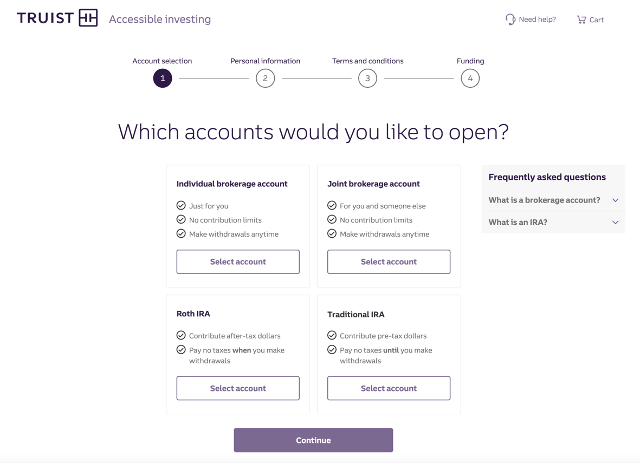 TRUIST
Accessible investing
Need help?
Cart
Account selection
Personal information
Terms and conditions
Funding
1
2
3
4
Which accounts would you like to open?
Individual brokerage account
Just for you
No contribution limits
Make withdrawals anytime
Select account
Joint brokerage account
For you and someone else
No contribution limits
Make withdrawals anytime
Select account
Roth IRA
Contribute after-tax dollars
Pay no taxes when you make
withdrawals
Select account
Traditional IRA
Contribute pre-tax dollars
Pay no taxes until you make
withdrawals
Select account
Frequently asked questions
What is a brokerage account?
What is an IRA?
Continue